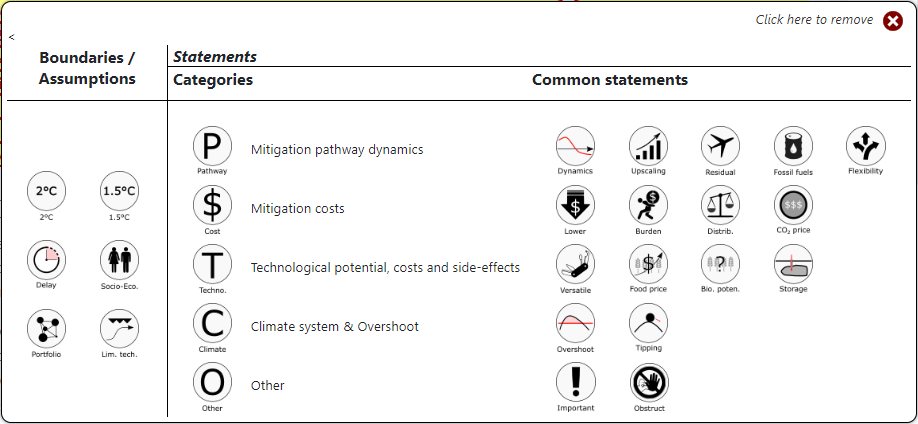 Click here to remove
<
Boundaries /
Assumptions
Statements
Categories
Common statements
P
Pathway
Mitigation pathway dynamics
Dynamics
Upscaling
Residual
Fossil fuels
Flexibility
2°C
2°C
1.5°C
1.5°C
$
Cost
Mitigation costs
$
Lower
$
Burden
Distrib.
$$$
CO₂ price
Delay
Socio-Eco.
T
Techno.
Technological potential, costs and side-effects
Versatile
$
Food price
?
Bio. poten.
Storage
Portfolio
Lim. tech.
C
Climate
Climate system & Overshoot
Overshoot
Tipping
O
Other
Other
!
Important
Obstruct